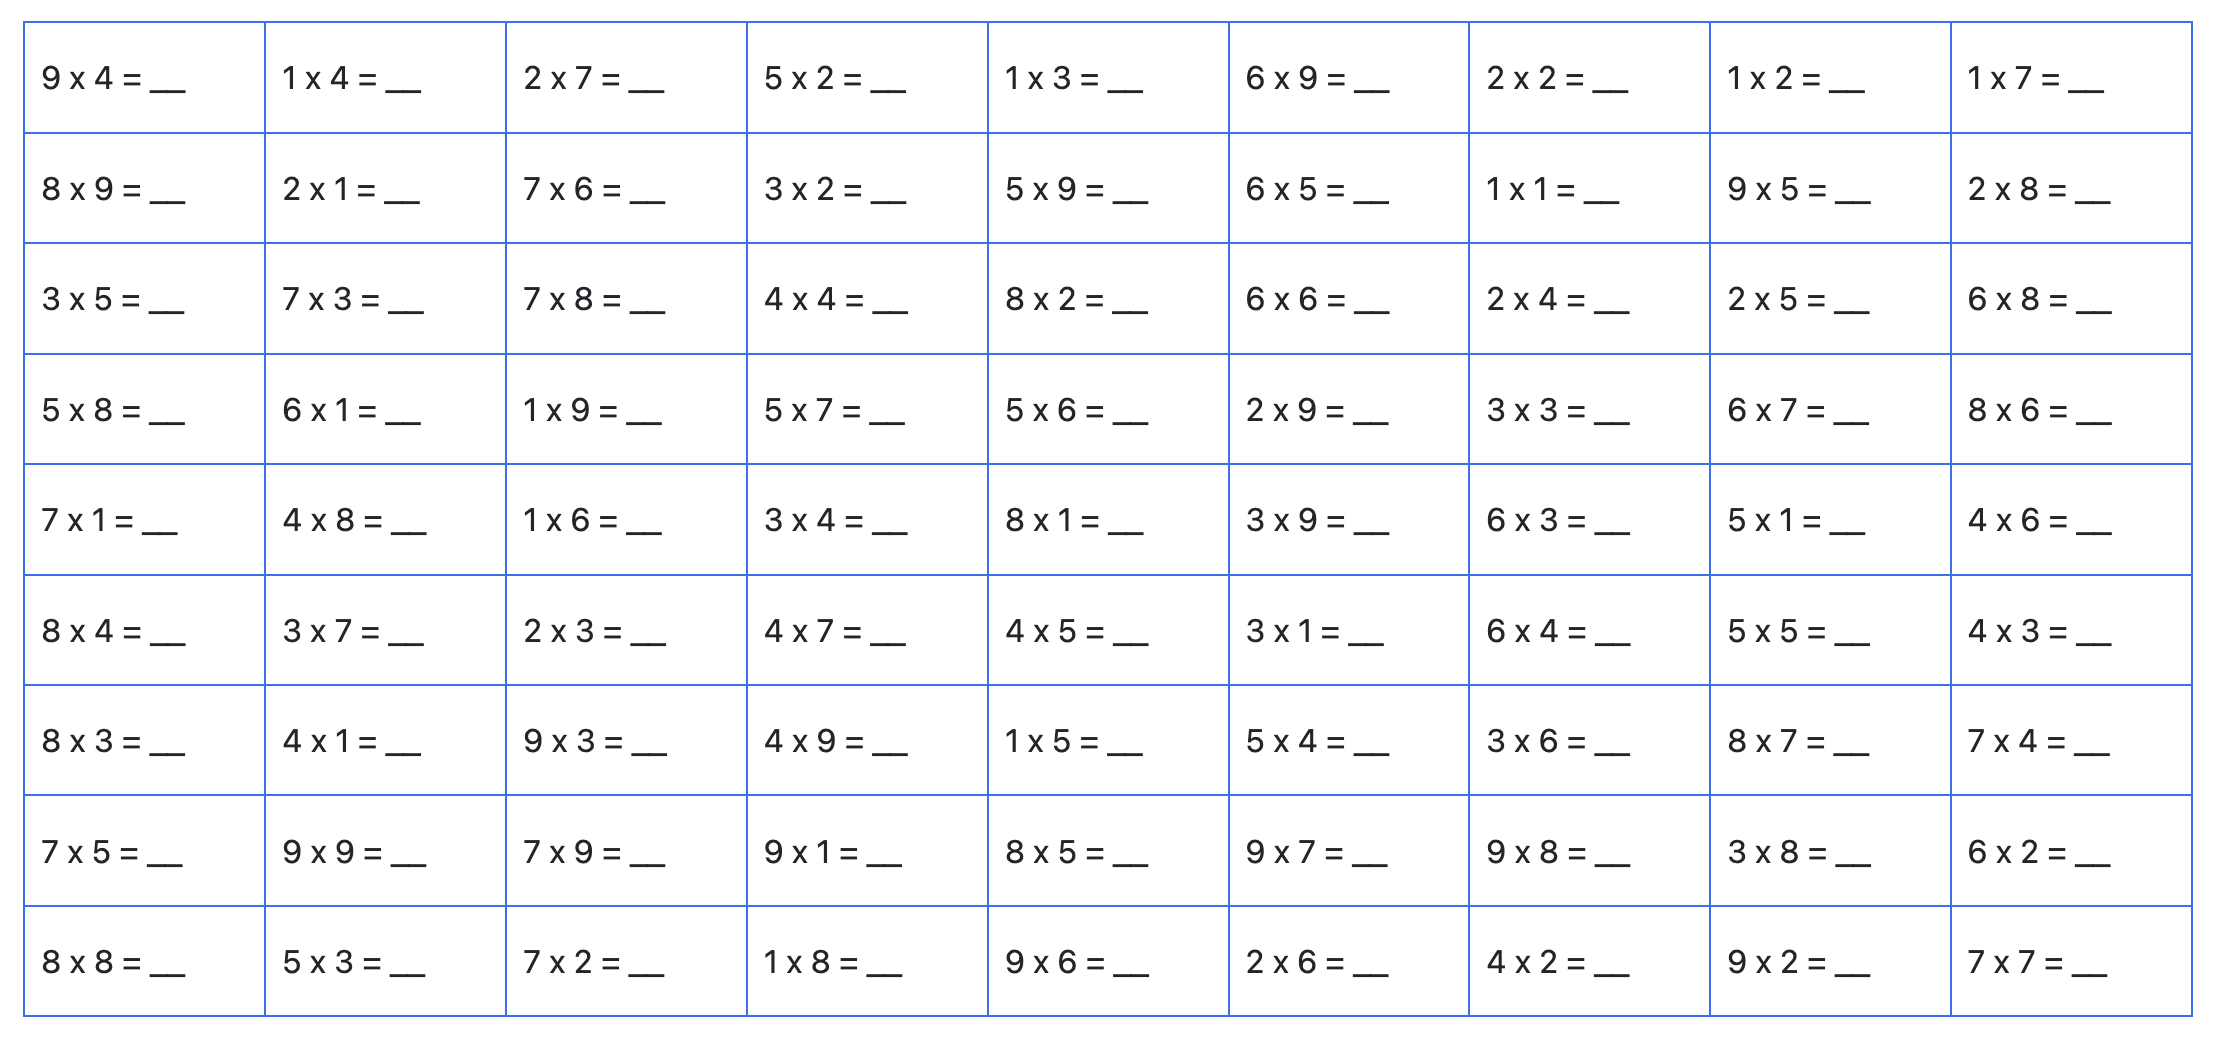 9 x 4 = __ 1 x 4 = __ 2 x 7 = __ 5 x 2 = __ 1 x 3 = __ 6 x 9 = __ 2 x 2 = __ 1 x 2 = __ 1 x 7 = __
8 x 9 = __ 2 x 1 = __ 7 x 6 = __ 3 x 2 = __ 5 x 9 = __ 6 x 5 = __ 1 x 1 = __ 9 x 5 = __ 2 x 8 = __
3 x 5 = __ 7 x 3 = __ 7 x 8 = __ 4 x 4 = __ 8 x 2 = __ 6 x 6 = __ 2 x 4 = __ 2 x 5 = __ 6 x 8 = __
5 x 8 = __ 6 x 1 = __ 1 x 9 = __ 5 x 7 = __ 5 x 6 = __ 2 x 9 = __ 3 x 3 = __ 6 x 7 = __ 8 x 6 = __
7 x 1 = __ 4 x 8 = __ 1 x 6 = __ 3 x 4 = __ 8 x 1 = __ 3 x 9 = __ 6 x 3 = __ 5 x 1 = __ 4 x 6 = __
8 x 4 = __ 3 x 7 = __ 2 x 3 = __ 4 x 7 = __ 4 x 5 = __ 3 x 1 = __ 6 x 4 = __ 5 x 5 = __ 4 x 3 = __
8 x 3 = __ 4 x 1 = __ 9 x 3 = __ 4 x 9 = __ 1 x 5 = __ 5 x 4 = __ 3 x 6 = __ 8 x 7 = __ 7 x 4 = __
7 x 5 = __ 9 x 9 = __ 7 x 9 = __ 9 x 1 = __ 8 x 5 = __ 9 x 7 = __ 9 x 8 = __ 3 x 8 = __ 6 x 2 = __
8 x 8 = __ 5 x 3 = __ 7 x 2 = __ 1 x 8 = __ 9 x 6 = __ 2 x 6 = __ 4 x 2 = __ 9 x 2 = __ 7 x 7 = __